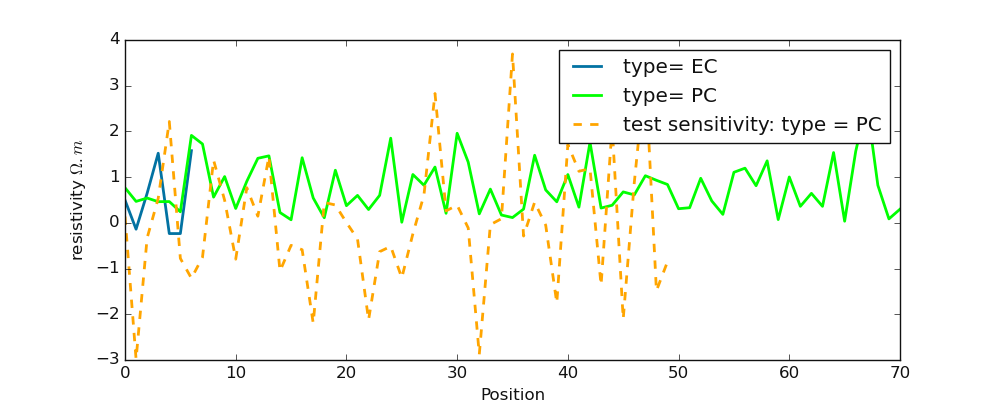 4
3
2
1
0
−1
−2
−3
resistivity Ω. m
type= EC
type= PC
test sensitivity: type = PC
0 10 20 30 40 50 60 70
Position